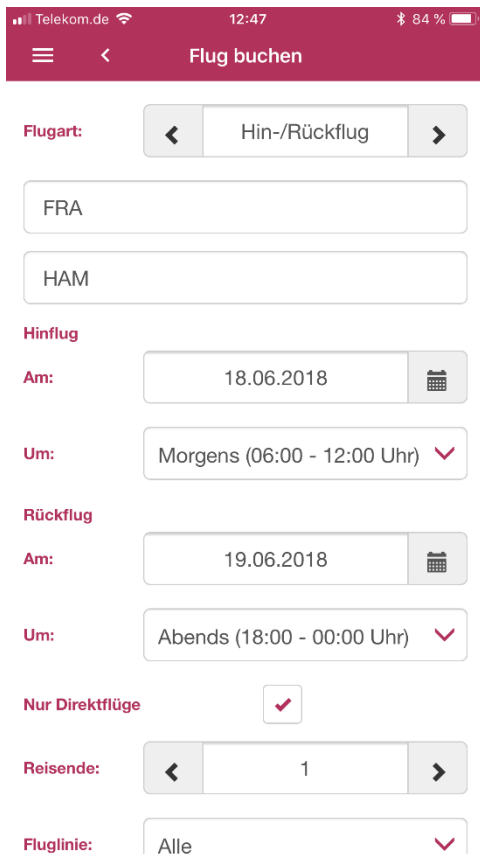 Telekom.de 12:47 84 %
Flug buchen
Flugart: Hin-/Rückflug
FRA
HAM
Hinflug
Am: 18.06.2018
Um: Morgens (06:00 - 12:00 Uhr)
Rückflug
Am: 19.06.2018
Um: Abends (18:00 - 00:00 Uhr)
Nur Direktflüge
Reisende: 1
Fluglinie: Alle